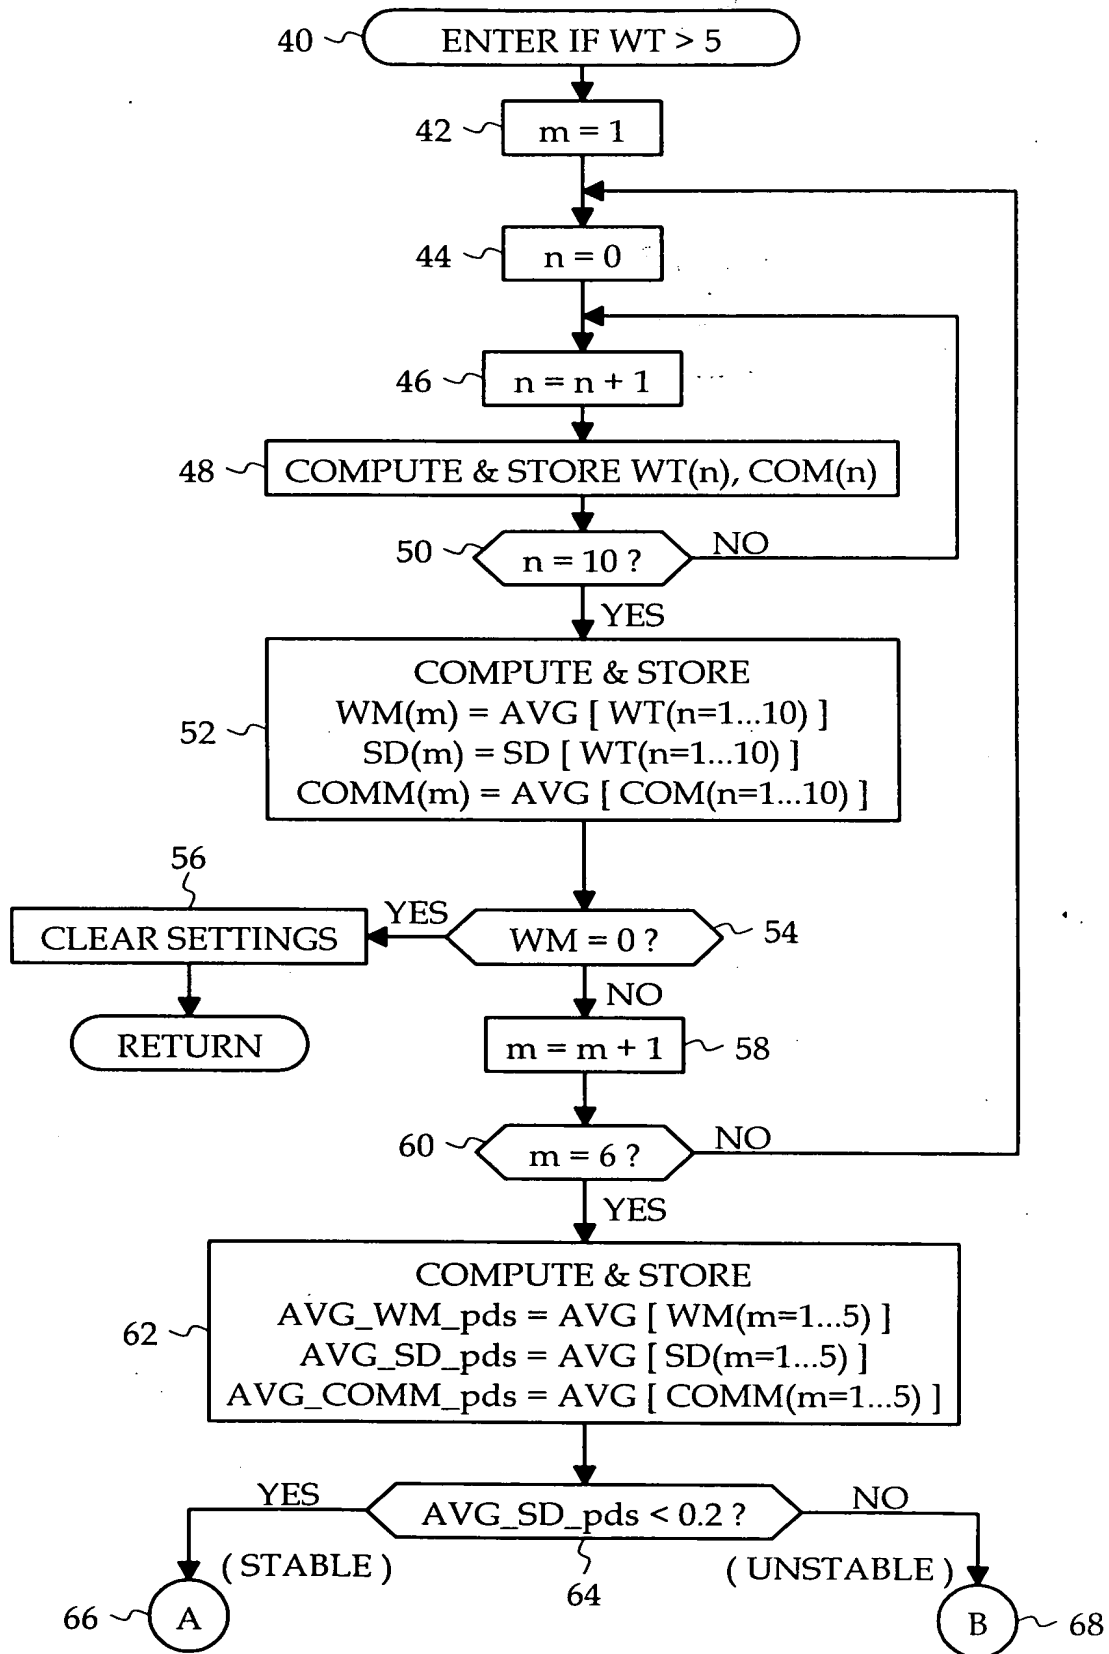 40
ENTER IF WT > 5
42
m = 1
44
n = 0
46
n = n + 1
48
COMPUTE & STORE WT(n), COM(n)
50
n = 10 ?
NO
YES
52
COMPUTE & STORE
WM(m) = AVG [ WT(n=1...10) ]
SD(m) = SD [ WT(n=1...10) ]
COMM(m) = AVG [ COM(n=1...10) ]
56
CLEAR SETTINGS
YES
WM = 0 ?
54
NO
RETURN
m = m + 1
58
60
m = 6 ?
NO
YES
62
COMPUTE & STORE
AVG_WM_pds = AVG [ WM(m=1...5) ]
AVG_SD_pds = AVG [ SD(m=1...5) ]
AVG_COMM_pds = AVG [ COMM(m=1...5) ]
YES
AVG_SD_pds < 0.2 ?
NO
( STABLE )
64
( UNSTABLE )
66
A
B
68